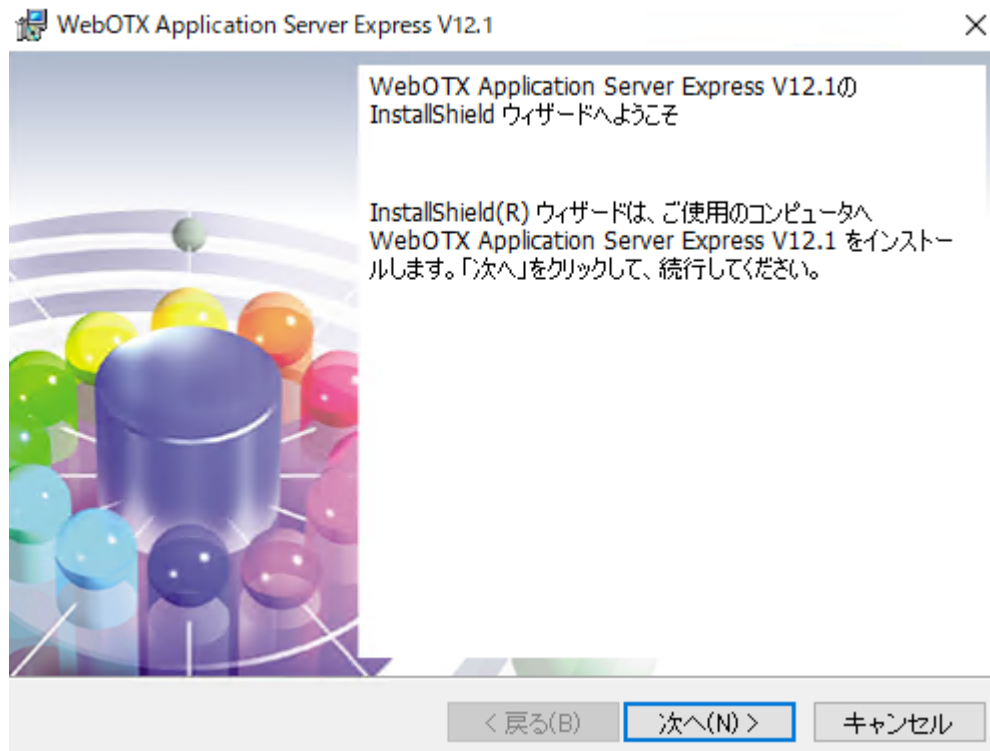 WebOTX Application Server Express V12.1
WebOTX Application Server Express V12.1の
InstallShield ウィザードへようこそ
InstallShield(R) ウィザードは、ご使用のコンピュータへ
WebOTX Application Server Express V12.1 をインストー
ルします。「次へ」をクリックして、続行してください。
< 戻る(B)
次へ(N) >
キャンセル